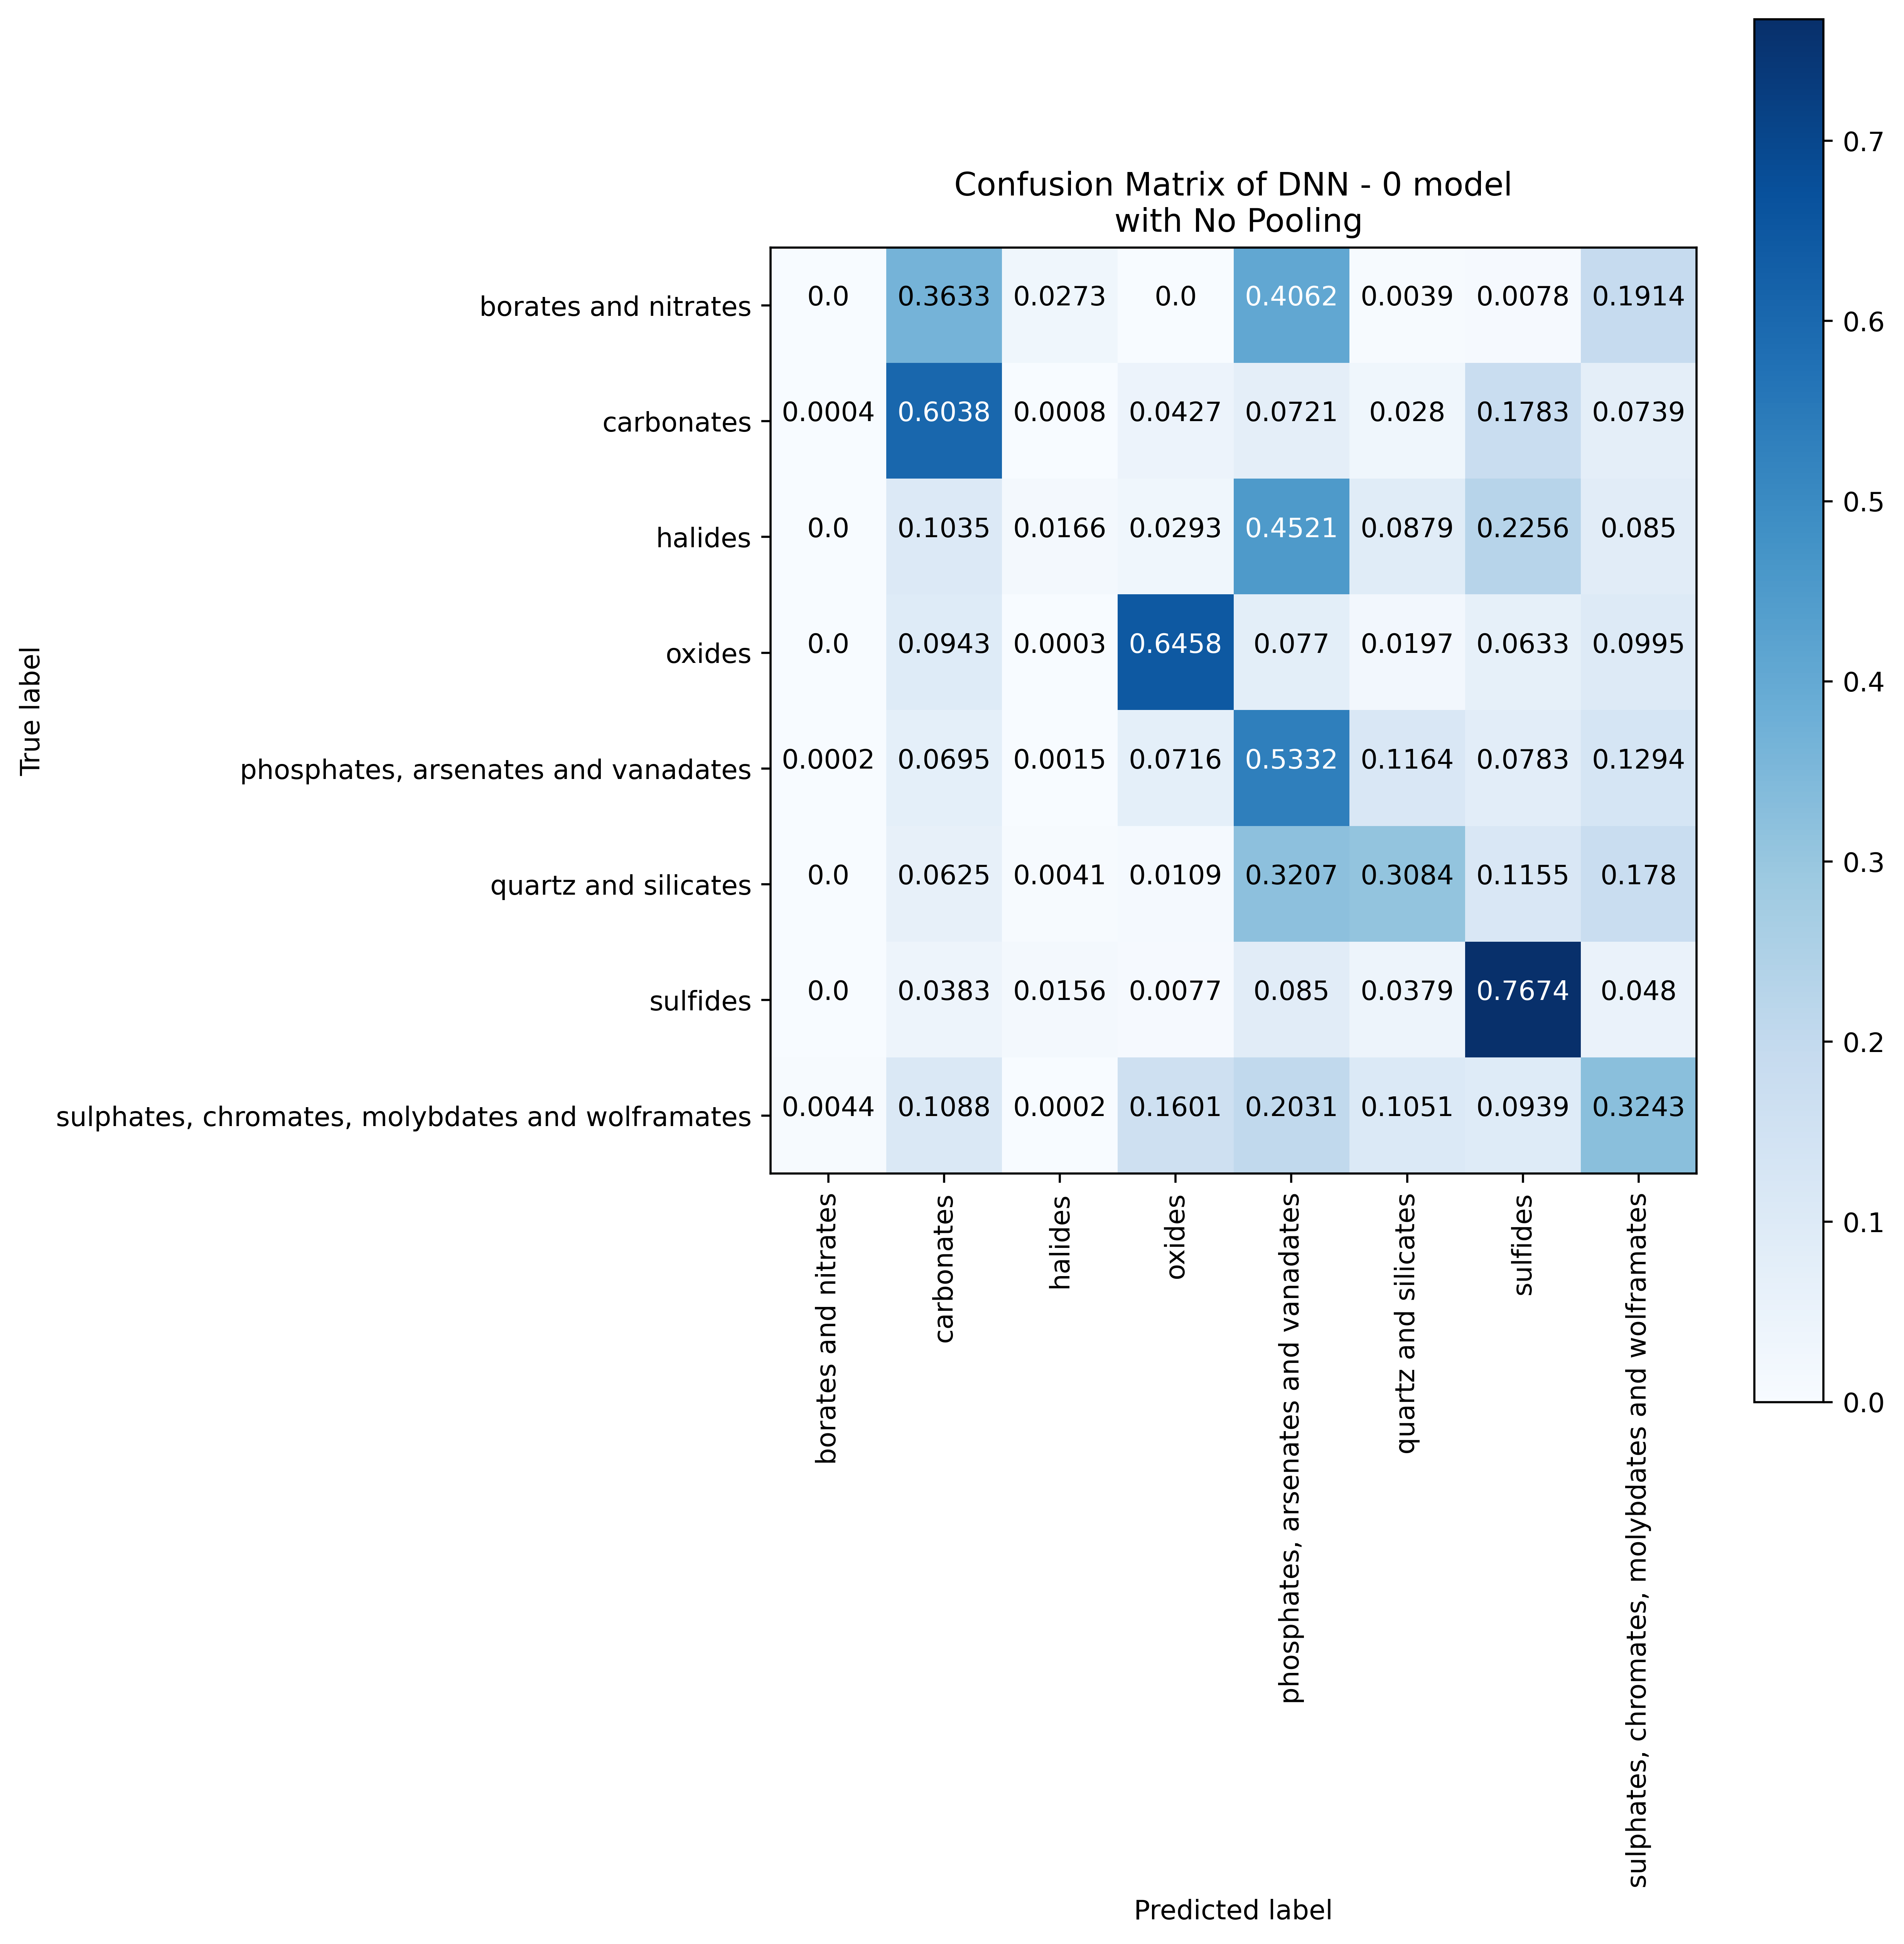 Confusion Matrix of DNN - 0 model
with No Pooling
True label
borates and nitrates 0.0 0.3633 0.0273 0.0 0.4062 0.0039 0.0078 0.1914
carbonates 0.0004 0.6038 0.0008 0.0427 0.0721 0.028 0.1783 0.0739
halides 0.0 0.1035 0.0166 0.0293 0.4521 0.0879 0.2256 0.085
oxides 0.0 0.0943 0.0003 0.6458 0.077 0.0197 0.0633 0.0995
phosphates, arsenates and vanadates 0.0002 0.0695 0.0015 0.0716 0.5332 0.1164 0.0783 0.1294
quartz and silicates 0.0 0.0625 0.0041 0.0109 0.3207 0.3084 0.1155 0.178
sulfides 0.0 0.0383 0.0156 0.0077 0.085 0.0379 0.7674 0.048
sulphates, chromates, molybdates and wolframates 0.0044 0.1088 0.0002 0.1601 0.2031 0.1051 0.0939 0.3243
borates and nitrates
carbonates
halides
oxides
phosphates, arsenates and vanadates
quartz and silicates
sulfides
sulphates, chromates, molybdates and wolframates
Predicted label
0.7
0.6
0.5
0.4
0.3
0.2
0.1
0.0